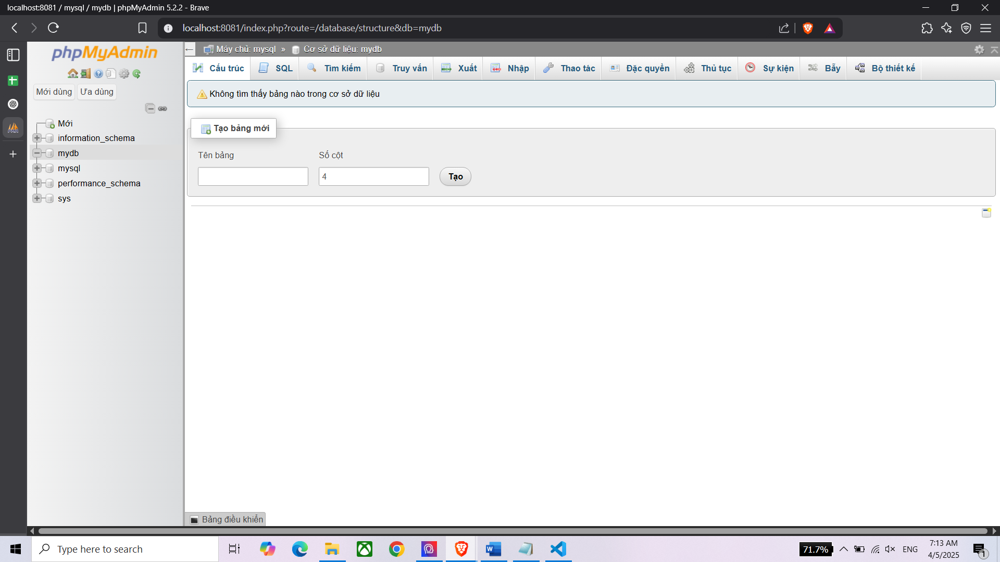 localhost:8081 / mysql / mydb | phpMyAdmin 5.2.2 - Brave
localhost:8081/index.php?route=/database/structure&db=mydb
phpMyAdmin
Mới dùng Ưa dùng
Mới
information_schema
mydb
mysql
performance_schema
sys
Máy chủ: mysql » Cơ sở dữ liệu: mydb
Cấu trúc SQL Tìm kiếm Truy vấn Xuất Nhập Thao tác Đặc quyền Thủ tục Sự kiện Bẫy Bộ thiết kế
Không tìm thấy bảng nào trong cơ sở dữ liệu
Tạo bảng mới
Tên bảng Số cột
4 Tạo
Bảng điều khiển
Type here to search
71.7% ENG
7:13 AM
4/5/2025
1